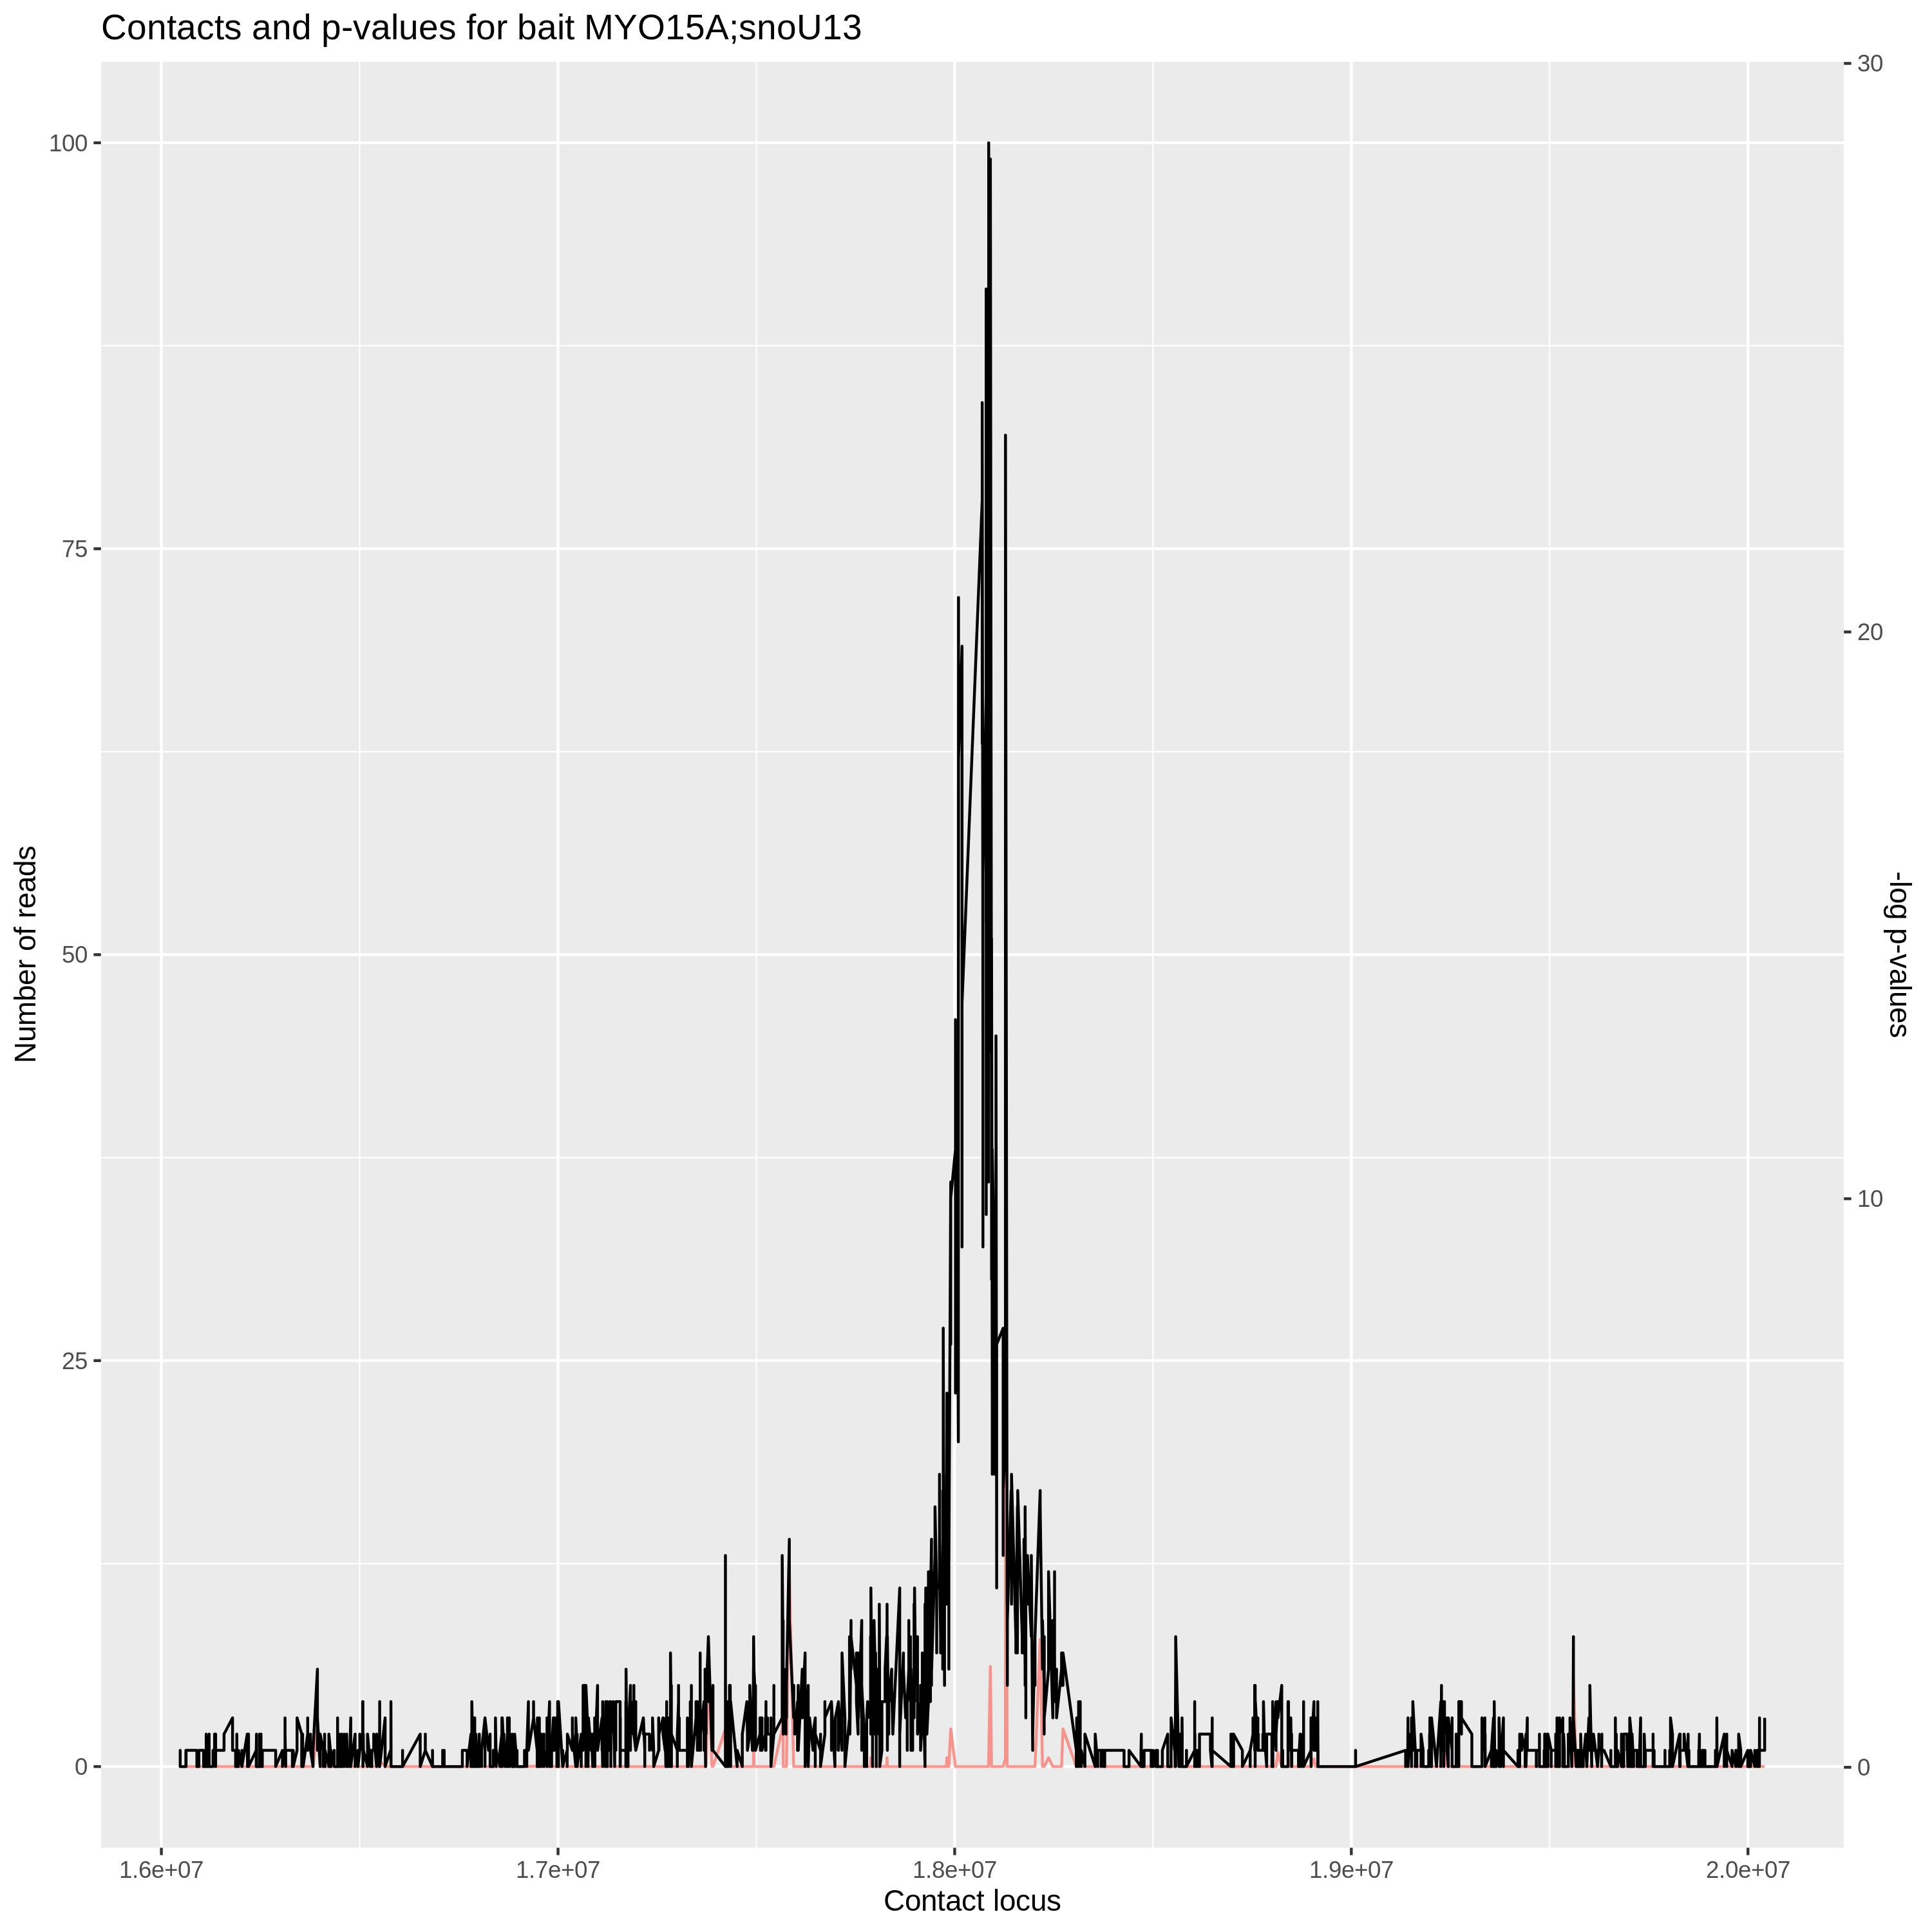 Contacts and p-values for bait MYO15A;snoU13
Number of reads
100
75
50
25
0
30
20
10
0
-log p-values
1.6e+07
1.7e+07
1.8e+07
1.9e+07
2.0e+07
Contact locus